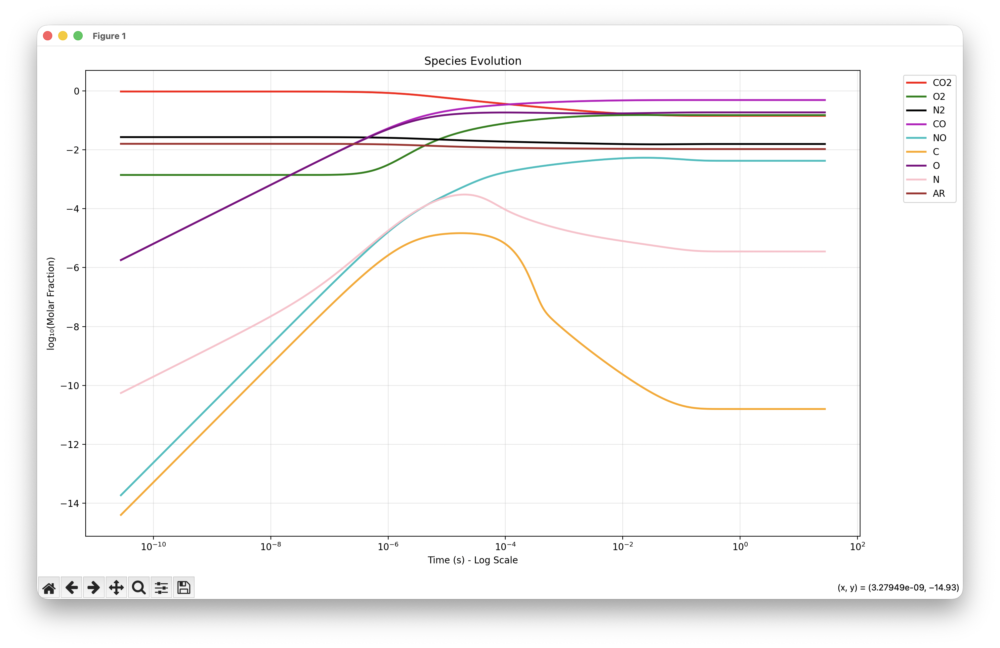 Figure 1
Species Evolution
0
−2
−4
−6
−8
−10
−12
−14
log₁₀(Molar Fraction)
10⁻¹⁰
10⁻⁸
10⁻⁶
10⁻⁴
10⁻²
10⁰
10²
Time (s) - Log Scale
CO2
O2
N2
CO
NO
C
O
N
AR
(x, y) = (3.27949e-09, −14.93)